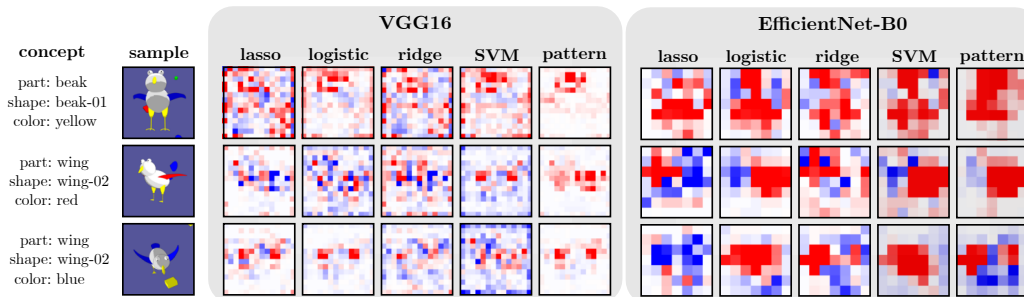 VGG16
EfficientNet-B0
concept sample lasso logistic ridge SVM pattern lasso logistic ridge SVM pattern
part: beak
shape: beak-01
color: yellow
part: wing
shape: wing-02
color: red
part: wing
shape: wing-02
color: blue